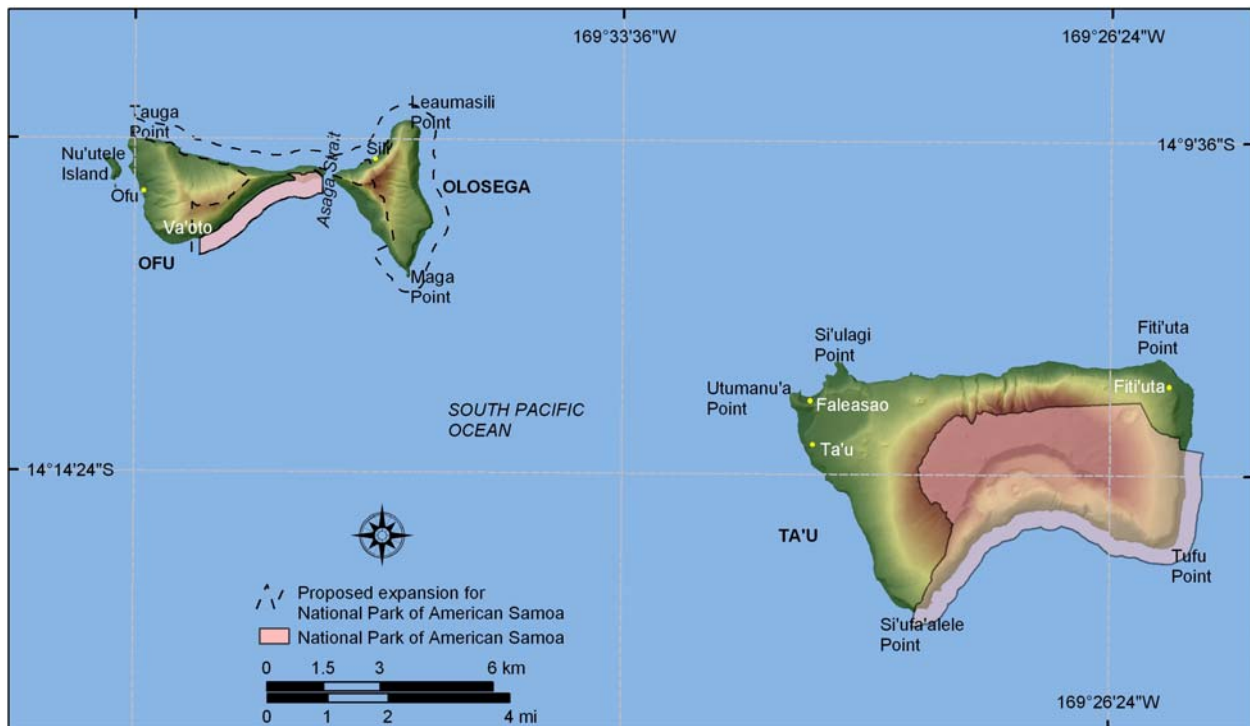 169°33'36"W
169°26'24"W
Tauga
Point
Leaumasili
Point
Nu'utele
Island
Sili
14°9'36"S
Asaga Strait
Ofu
OLOSEGA
Va'oto
OFU
Maga
Point
Si'ulagi
Point
Fiti'uta
Point
Utumanu'a
Point
Fiti'uta
Faleasao
SOUTH PACIFIC
OCEAN
Ta'u
14°14'24"S
TA'U
Tufu
Point
Proposed expansion for
National Park of American Samoa
National Park of American Samoa
Si'ufa'alele
Point
0 1.5 3 6 km
0 1 2 4 mi
169°26'24"W